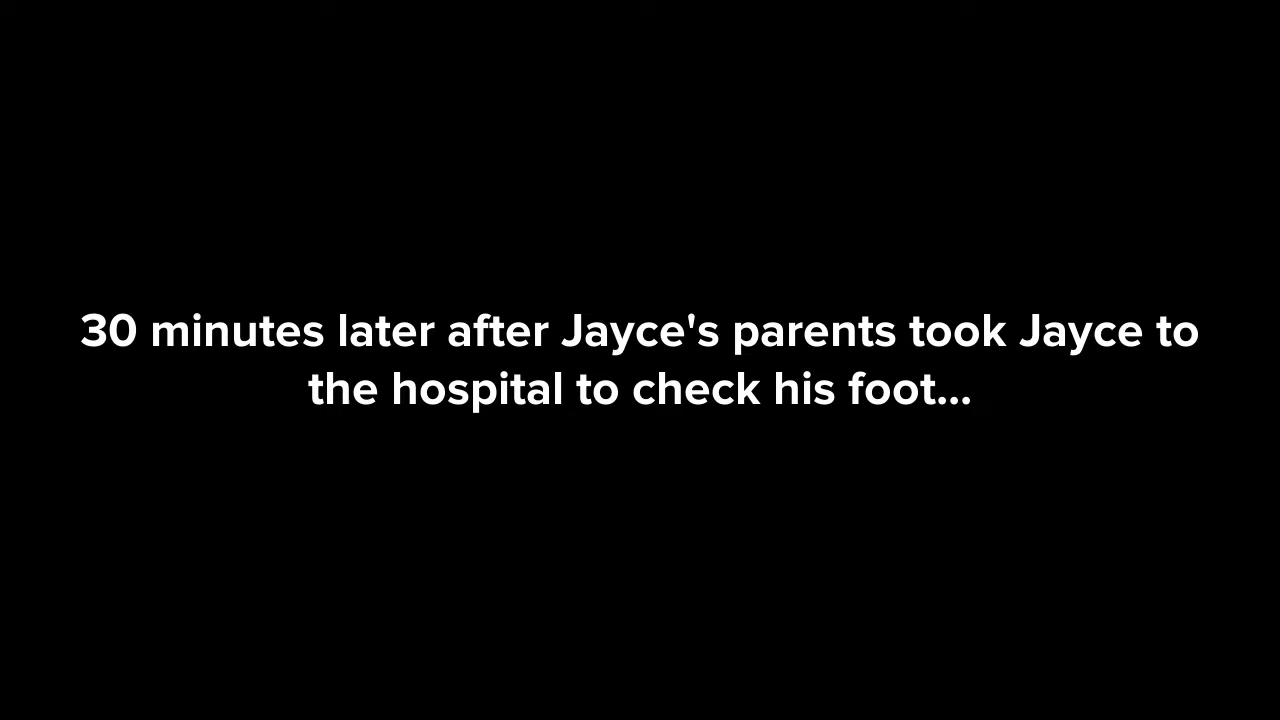 30 minutes later after Jayce's parents took Jayce to
the hospital to check his foot...